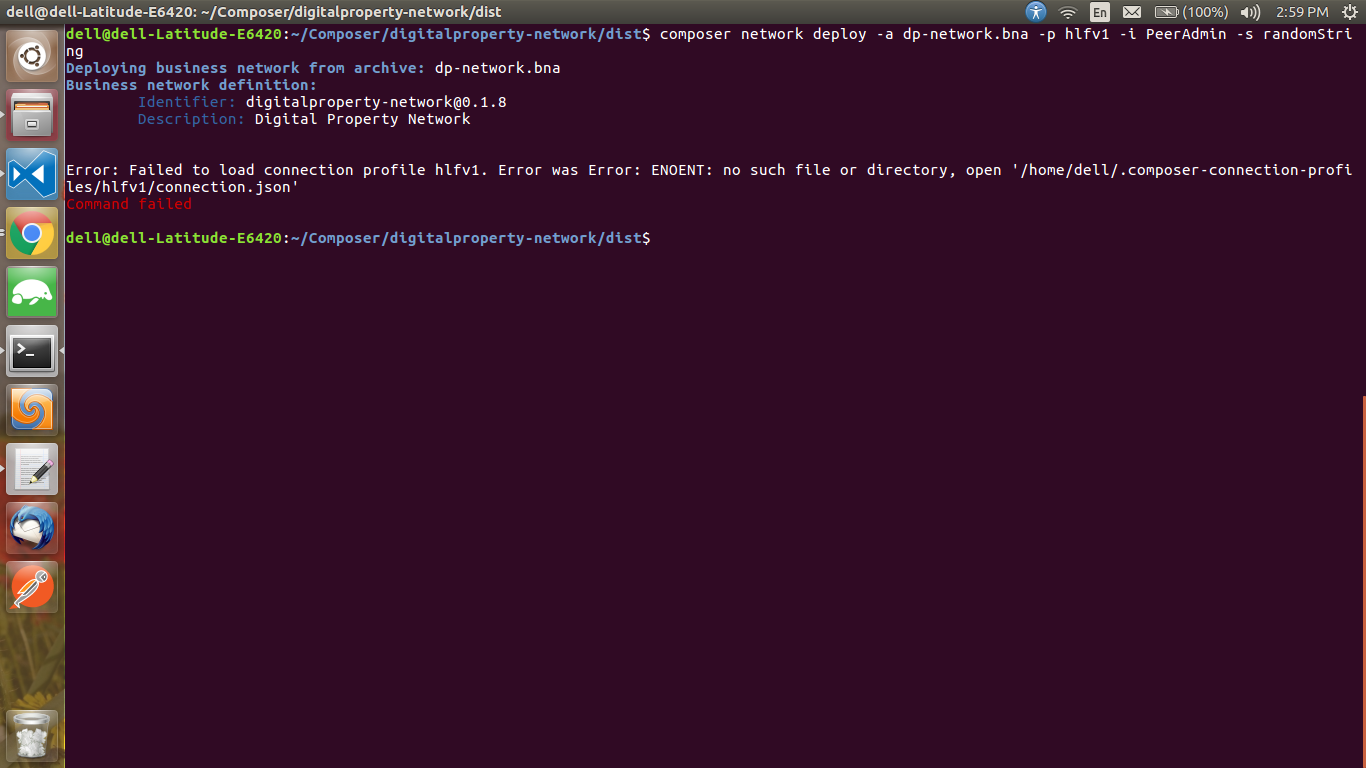 dell@dell-Latitude-E6420: ~/Composer/digitalproperty-network/dist
En
(100%)
2:59 PM
dell@dell-Latitude-E6420:~/Composer/digitalproperty-network/dist$ composer network deploy -a dp-network.bna -p hlfv1 -i PeerAdmin -s randomStri
ng
Deploying business network from archive: dp-network.bna
Business network definition:
Identifier: digitalproperty-network@0.1.8
Description: Digital Property Network
Error: Failed to load connection profile hlfv1. Error was Error: ENOENT: no such file or directory, open '/home/dell/.composer-connection-profi
les/hlfv1/connection.json'
Command failed
dell@dell-Latitude-E6420:~/Composer/digitalproperty-network/dist$